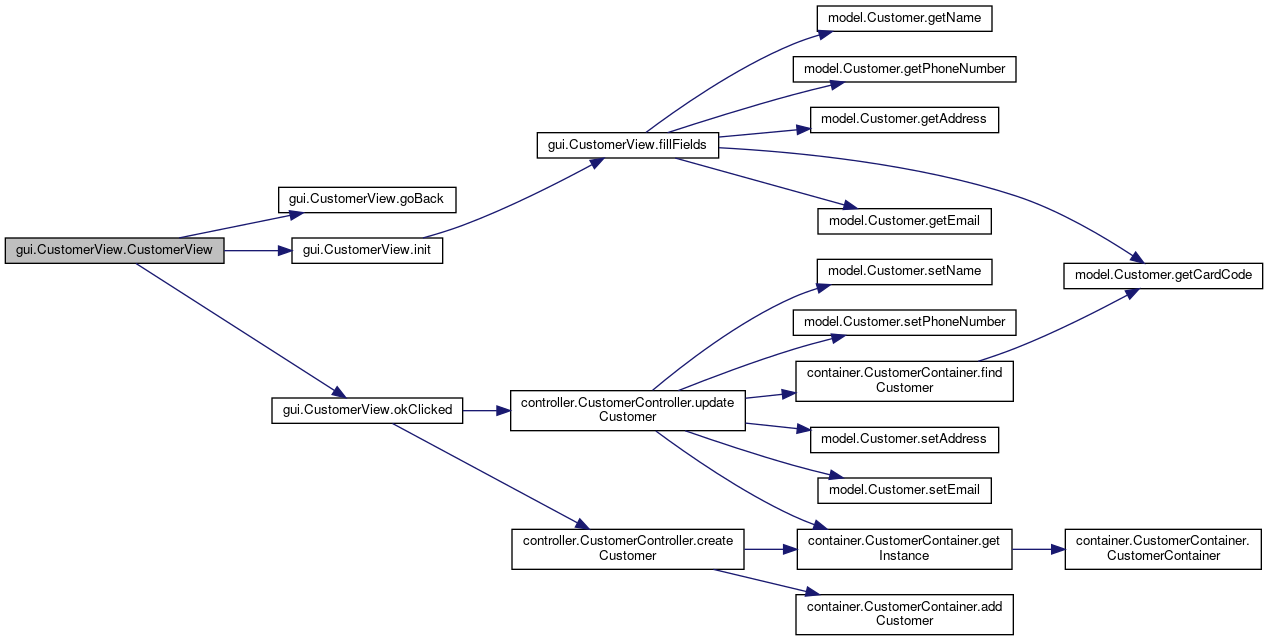 model.Customer.getName
model.Customer.getPhoneNumber
model.Customer.getAddress
gui.CustomerView.fillFields
gui.CustomerView.goBack
model.Customer.getEmail
gui.CustomerView.CustomerView
gui.CustomerView.init
model.Customer.setName
model.Customer.getCardCode
model.Customer.setPhoneNumber
container.CustomerContainer.find
Customer
gui.CustomerView.okClicked
controller.CustomerController.update
Customer
model.Customer.setAddress
model.Customer.setEmail
controller.CustomerController.create
Customer
container.CustomerContainer.get
Instance
container.CustomerContainer.
CustomerContainer
container.CustomerContainer.add
Customer